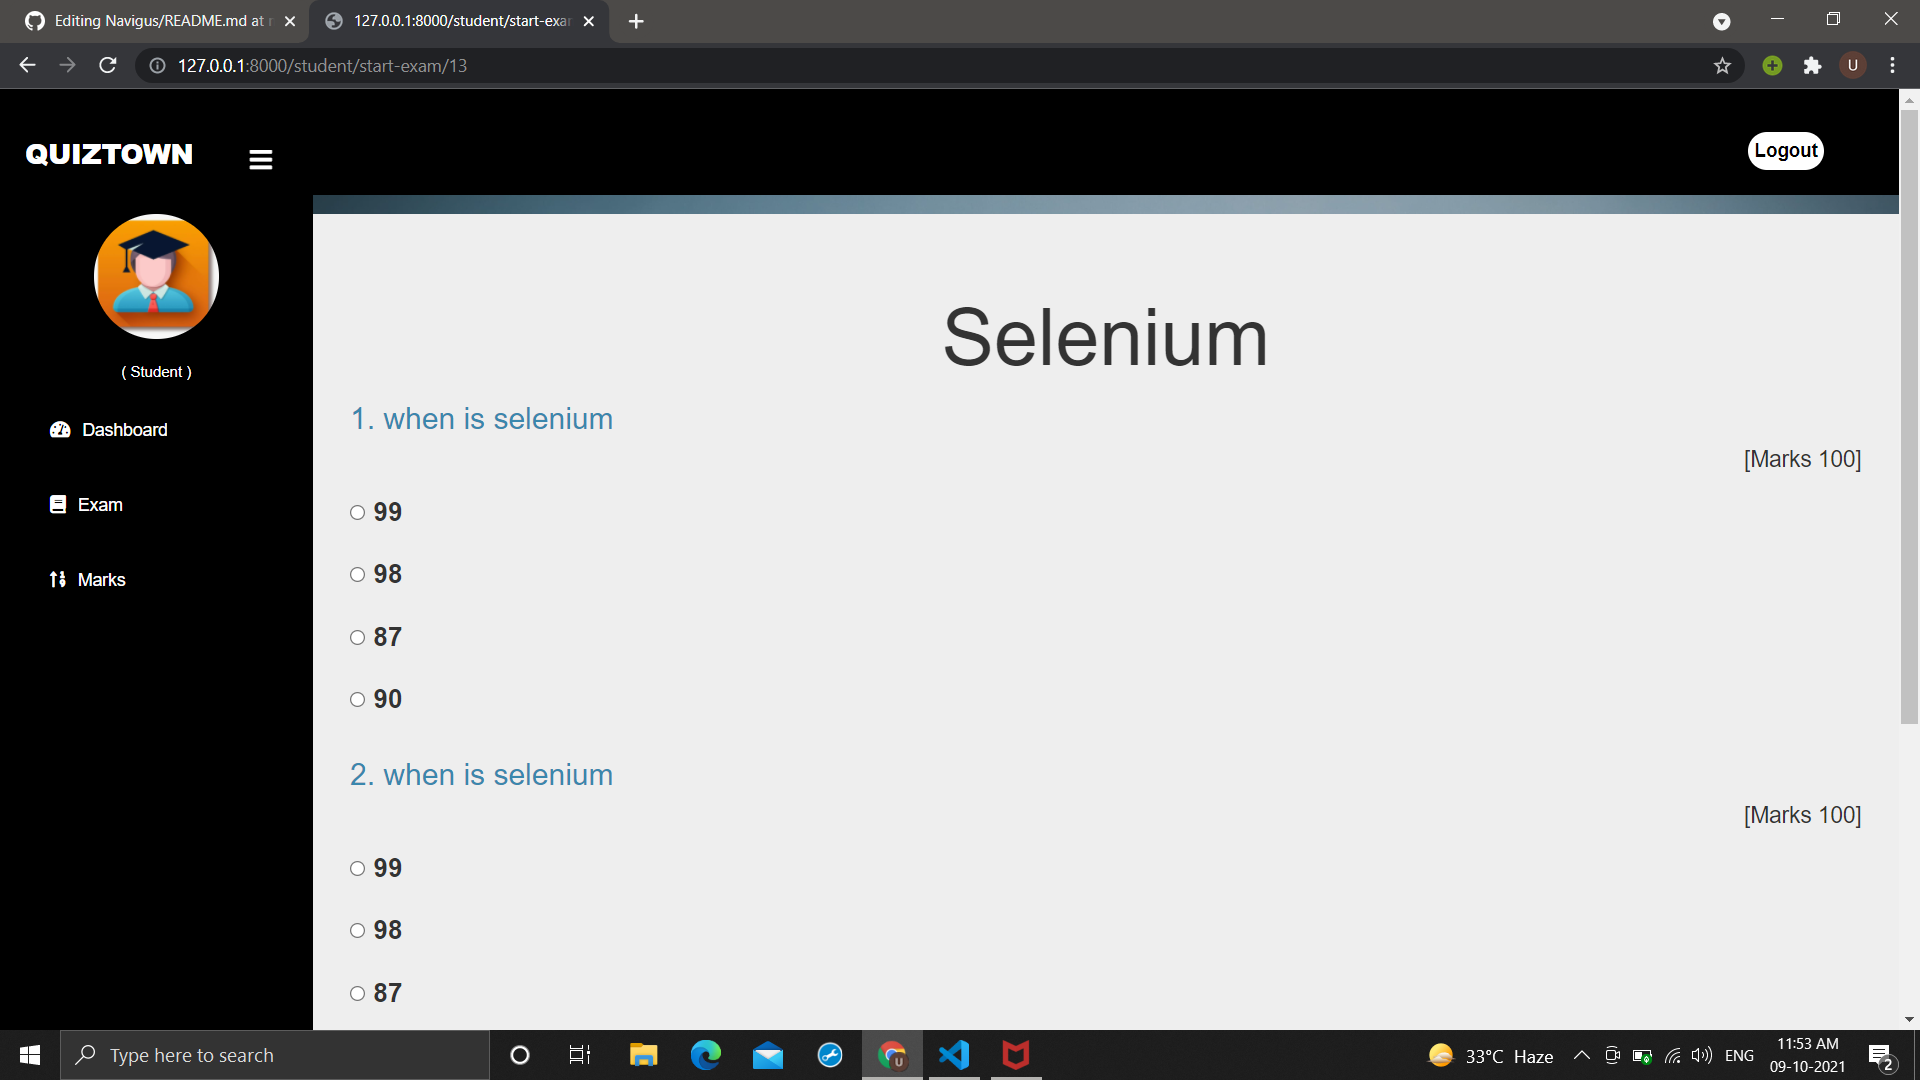 Editing Navigus/README.md at
127.0.0.1:8000/student/start-exa
127.0.0.1:8000/student/start-exam/13
U
QUIZTOWN
Logout
( Student )
Dashboard
Exam
Marks
Selenium
1. when is selenium
[Marks 100]
99
98
87
90
2. when is selenium
[Marks 100]
99
98
87
Type here to search
U
33°C Haze
ENG
11:53 AM
09-10-2021
2